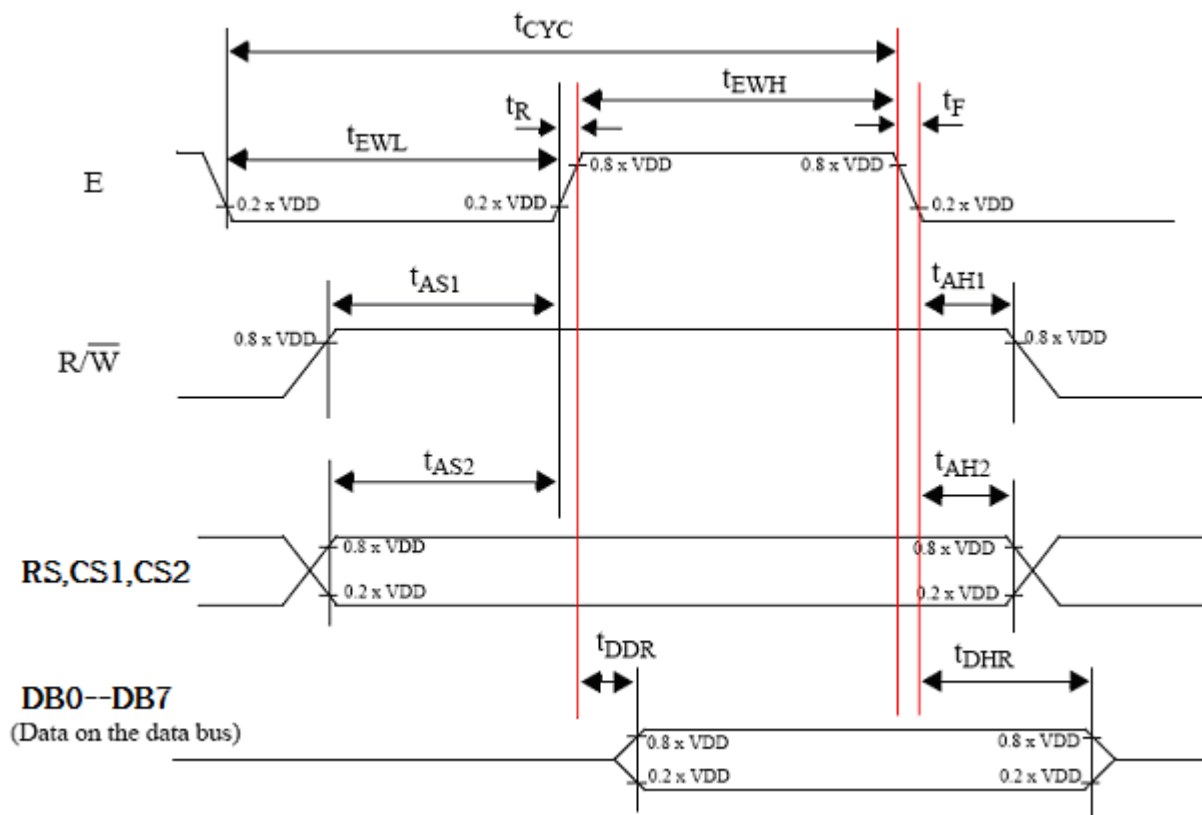 tCYC
tEWH
tR
tF
tEWL
E
0.8 x VDD
0.8 x VDD
0.2 x VDD
0.2 x VDD
0.2 x VDD
tAS1
tAH1
0.8 x VDD
0.8 x VDD
R/W̅
tAS2
tAH2
0.8 x VDD
0.8 x VDD
RS,CS1,CS2
0.2 x VDD
0.2 x VDD
tDDR
tDHR
DB0--DB7
(Data on the data bus)
0.8 x VDD
0.8 x VDD
0.2 x VDD
0.2 x VDD